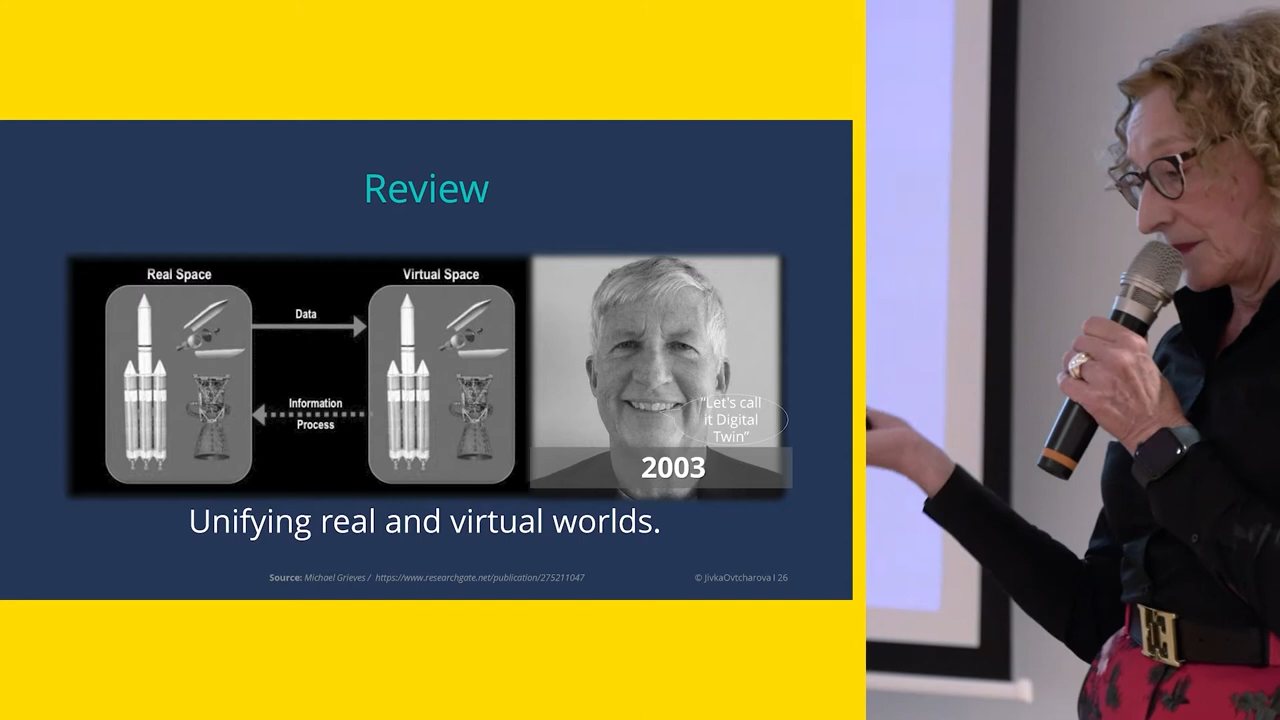 Review
Real Space
Virtual Space
Data
Information
Process
"Let's call
it Digital
Twin"
2003
Unifying real and virtual worlds.
Source: Michael Grieves / https://www.researchgate.net/publication/275211047
© JivkaOvtcharova I 26